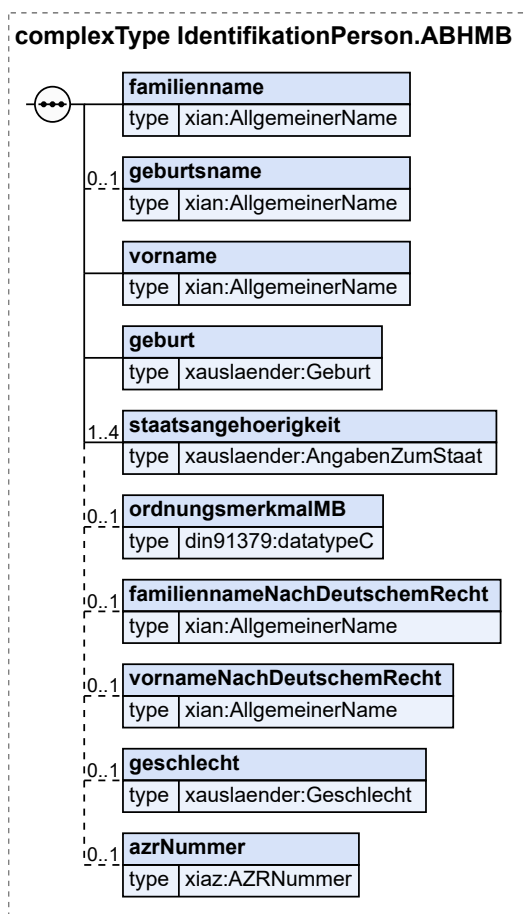 complexType IdentifikationPerson.ABHMB
familienname
type xian:AllgemeinerName
0..1 geburtsname
type xian:AllgemeinerName
vorname
type xian:AllgemeinerName
geburt
type xauslaender:Geburt
1..4 staatsangehoerigkeit
type xauslaender:AngabenZumStaat
0..1 ordnungsmerkmalMB
type din91379:datatypeC
0..1 familiennameNachDeutschemRecht
type xian:AllgemeinerName
0..1 vornameNachDeutschemRecht
type xian:AllgemeinerName
0..1 geschlecht
type xauslaender:Geschlecht
0..1 azrNummer
type xiaz:AZRNummer